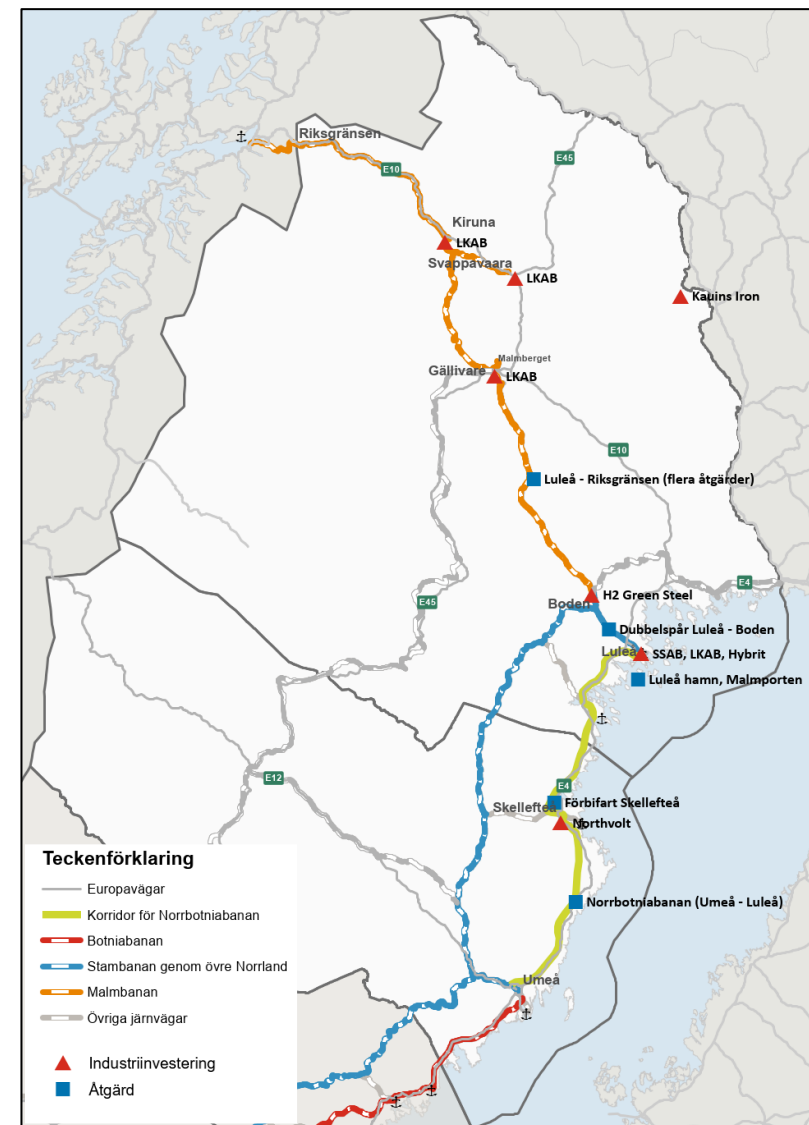 Riksgränsen
E10
E45
Kiruna
LKAB
Svappavaara
LKAB
Kauins Iron
Malmberget
Gällivare
LKAB
E10
Luleå - Riksgränsen (flera åtgärder)
E4
H2 Green Steel
E45
Boden
Dubbelspår Luleå - Boden
Luleå
SSAB, LKAB, Hybrit
Luleå hamn, Malmporten
E12
E4
Förbifart Skellefteå
Skellefteå
Northvolt
Norrbotniabanan (Umeå - Luleå)
Umeå
Teckenförklaring
Europavägar
Korridor för Norrbotniabanan
Botniabanan
Stambanan genom övre Norrland
Malmbanan
Övriga järnvägar
Industriinvestering
Åtgärd